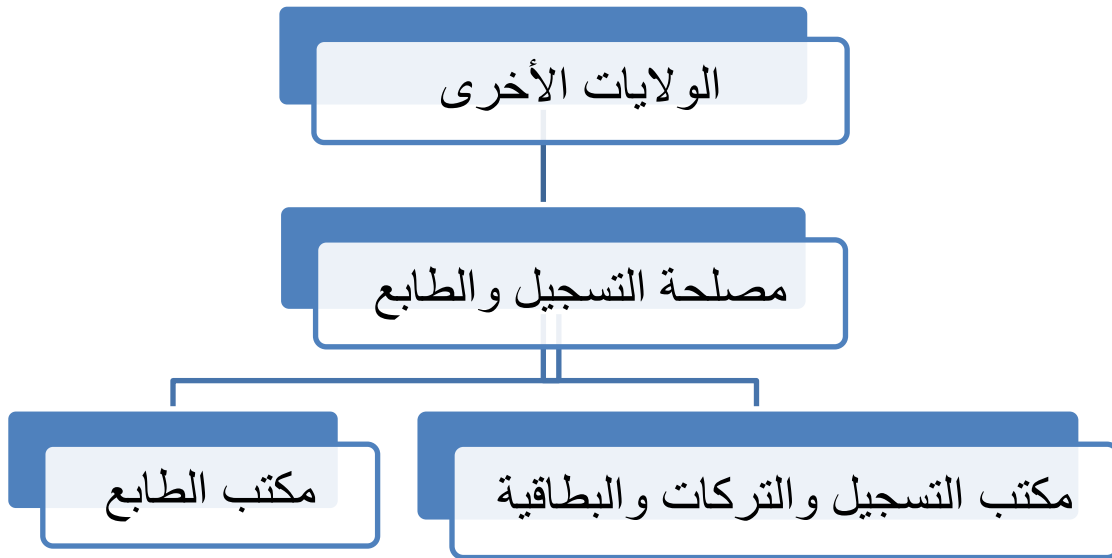 الولايات الأخرى
مصلحة التسجيل والطابع
مكتب التسجيل والتركات والبطاقية
مكتب الطابع